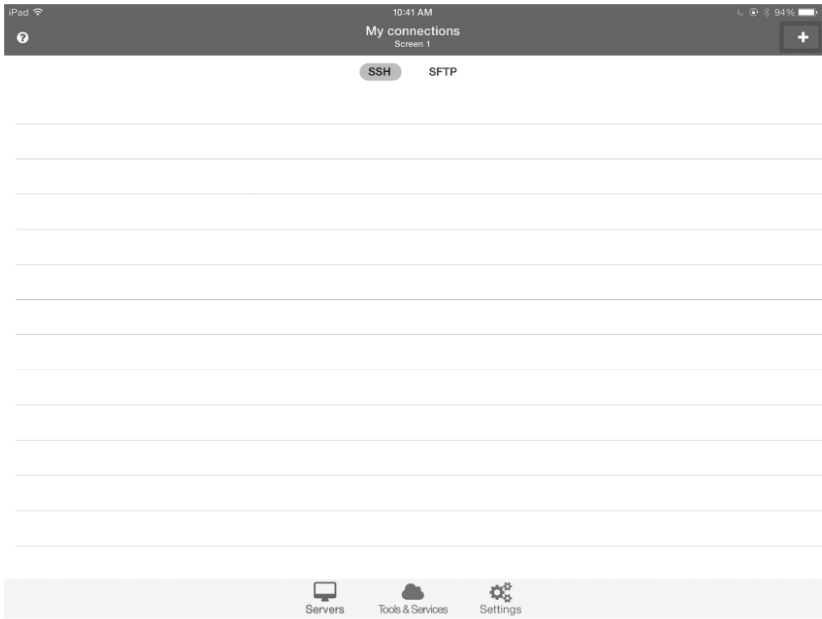 iPad
10:41 AM
94%
My connections
Screen 1
SSH
SFTP
Servers
Tools & Services
Settings